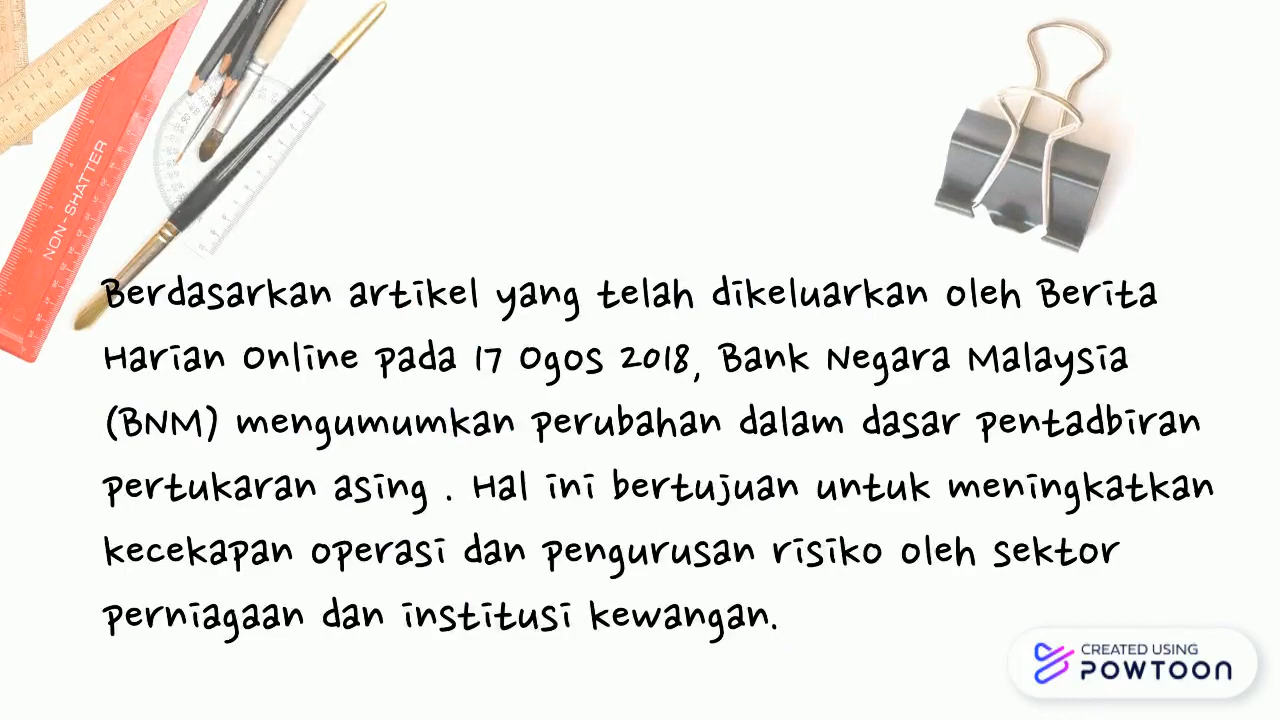 NON-SHATTER
Berdasarkan artikel yang telah dikeluarkan oleh Berita
Harian Online pada 17 Ogos 2018, Bank Negara Malaysia
(BNM) mengumumkan perubahan dalam dasar pentadbiran
pertukaran asing . Hal ini bertujuan untuk meningkatkan
kecekapan operasi dan pengurusan risiko oleh sektor
perniagaan dan institusi kewangan.
CREATED USING
POWTOON